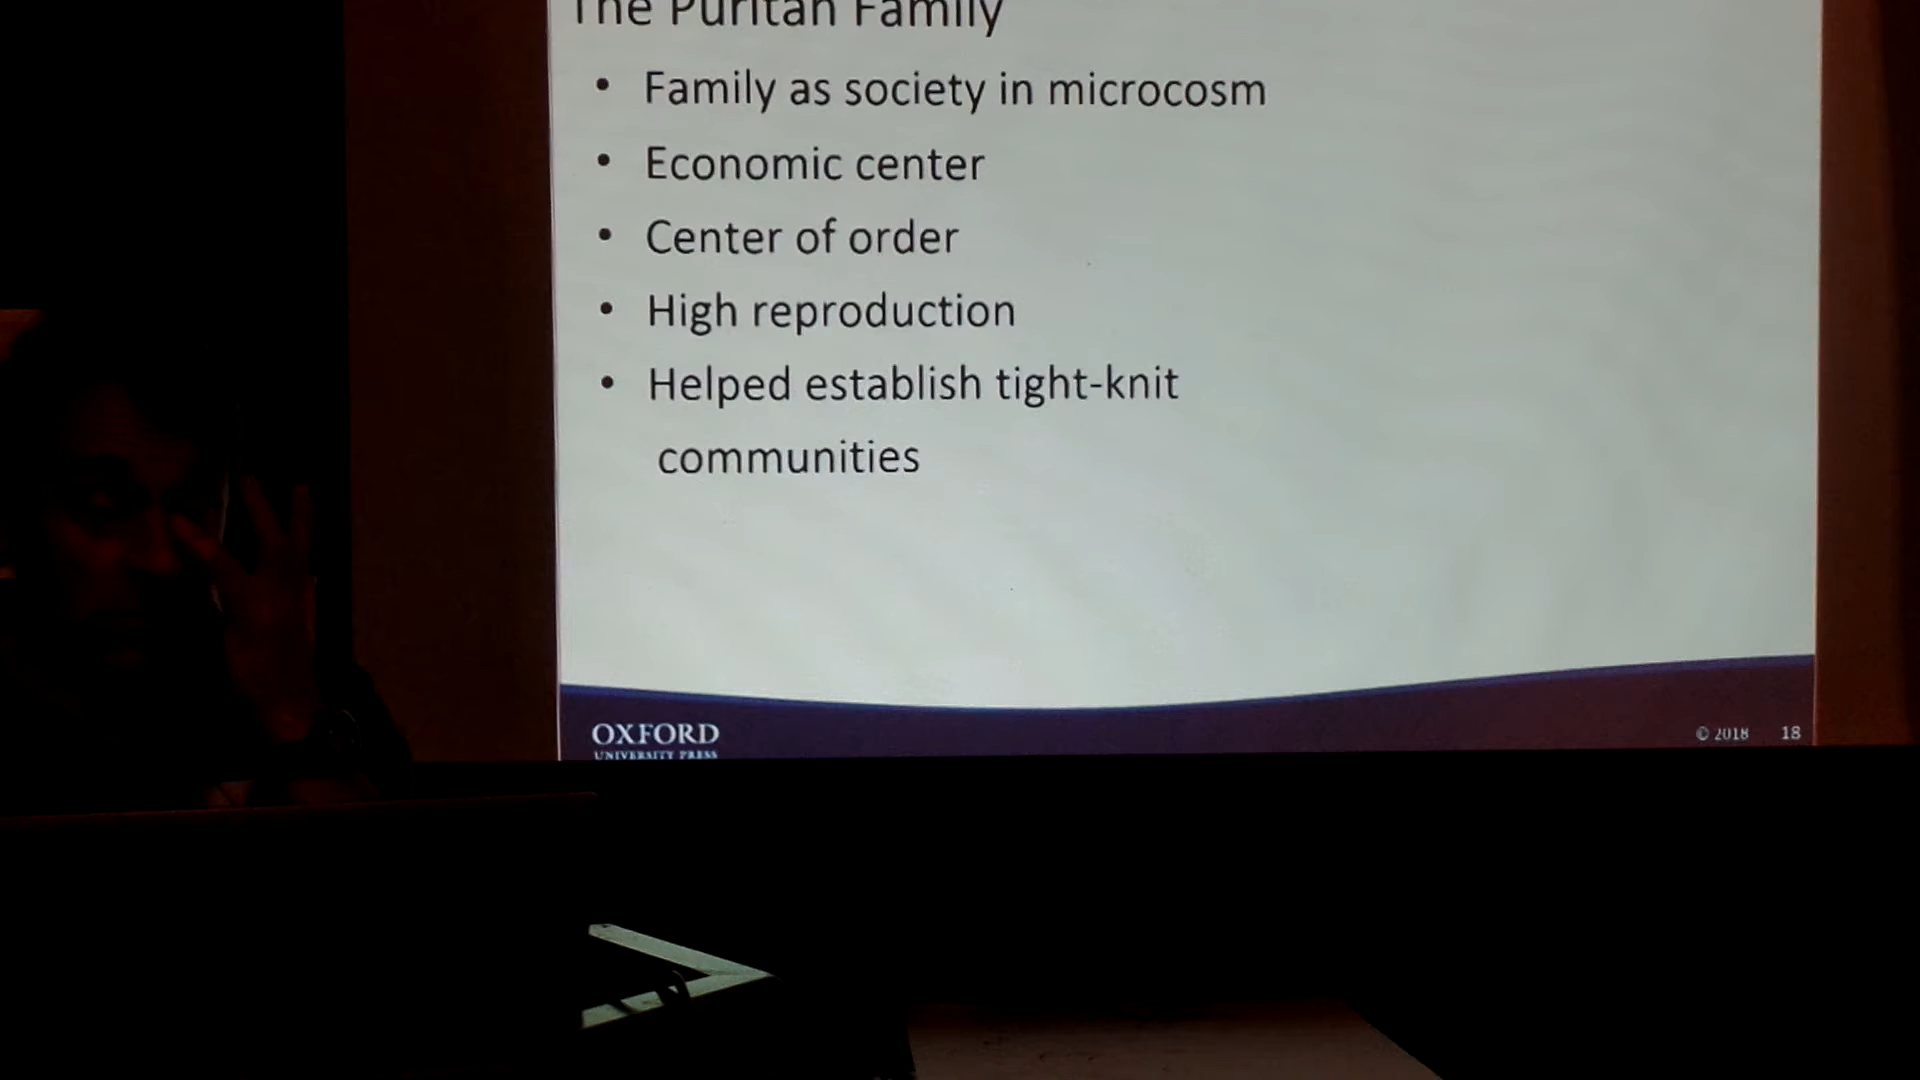 The Puritan Family
• Family as society in microcosm
• Economic center
• Center of order
• High reproduction
• Helped establish tight-knit
communities
OXFORD
UNIVERSITY PRESS
© 2018 18